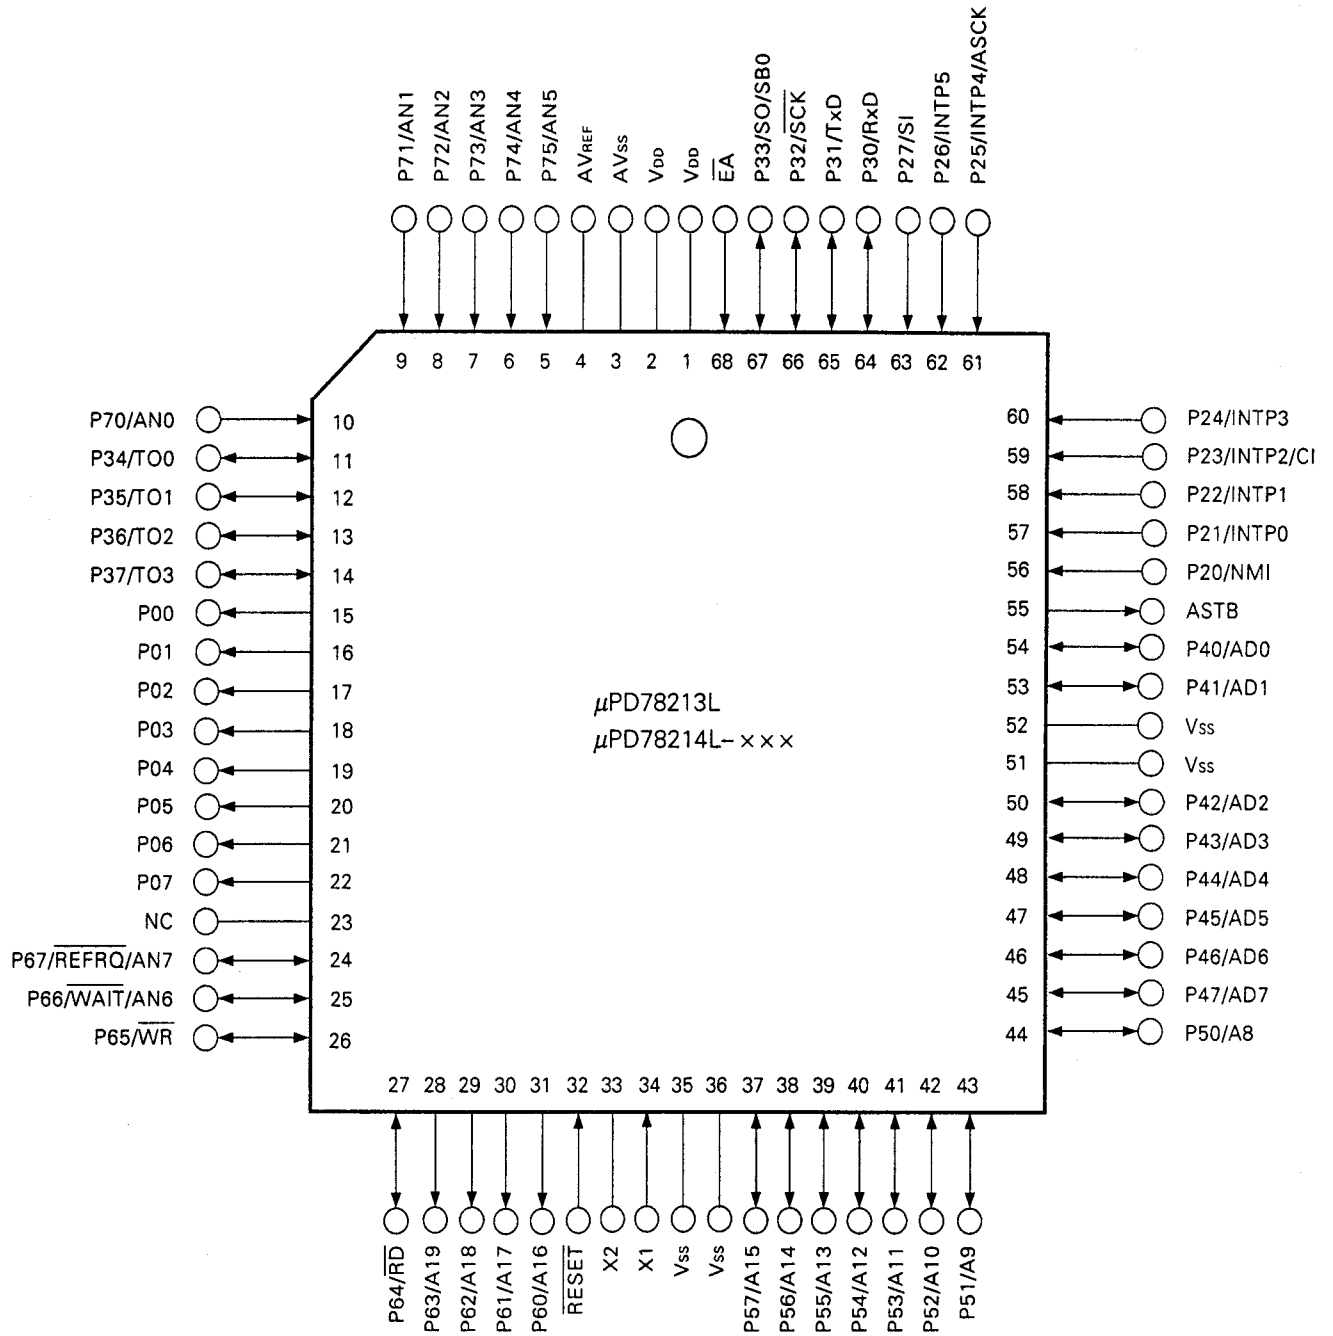 P71/AN1
P72/AN2
P73/AN3
P74/AN4
P75/AN5
AVREF
AVSS
VDD
VDD
EA
P33/SO/SB0
P32/SCK
P31/TxD
P30/RxD
P27/SI
P26/INTP5
P25/INTP4/ASCK
9 8 7 6 5 4 3 2 1 68 67 66 65 64 63 62 61
P70/AN0 10
P34/TO0 11
P35/TO1 12
P36/TO2 13
P37/TO3 14
P00 15
P01 16
P02 17
P03 18
P04 19
P05 20
P06 21
P07 22
NC 23
P67/REFRQ/AN7 24
P66/WAIT/AN6 25
P65/WR 26
μPD78213L
μPD78214L-×××
60 P24/INTP3
59 P23/INTP2/CI
58 P22/INTP1
57 P21/INTP0
56 P20/NMI
55 ASTB
54 P40/AD0
53 P41/AD1
52 VSS
51 VSS
50 P42/AD2
49 P43/AD3
48 P44/AD4
47 P45/AD5
46 P46/AD6
45 P47/AD7
44 P50/A8
27 28 29 30 31 32 33 34 35 36 37 38 39 40 41 42 43
P64/RD
P63/A19
P62/A18
P61/A17
P60/A16
RESET
X2
X1
VSS
VSS
P57/A15
P56/A14
P55/A13
P54/A12
P53/A11
P52/A10
P51/A9